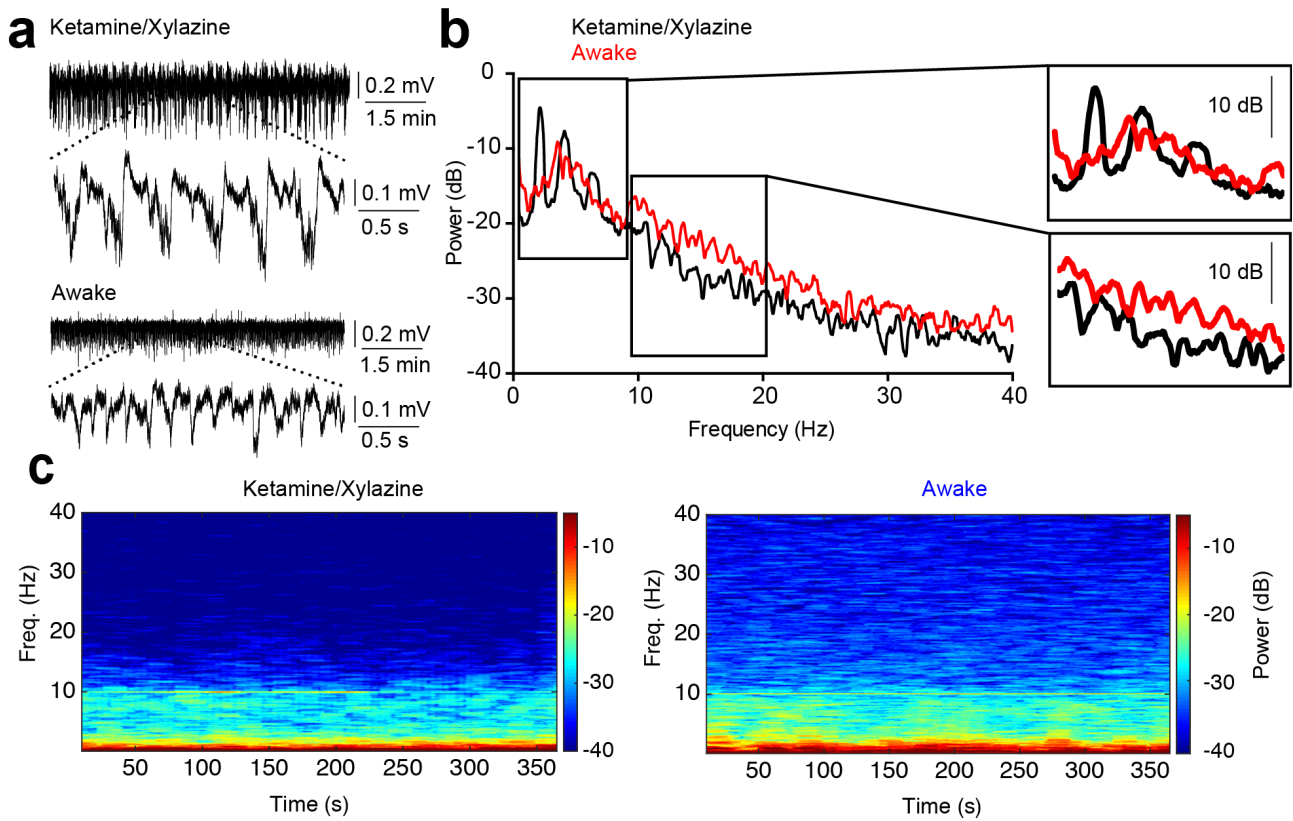 a
Ketamine/Xylazine
0.2 mV
1.5 min
0.1 mV
0.5 s
Awake
0.2 mV
1.5 min
0.1 mV
0.5 s
b
Ketamine/Xylazine
Awake
0
-10
-20
-30
-40
Power (dB)
0
10
20
30
40
Frequency (Hz)
10 dB
10 dB
c
Ketamine/Xylazine
40
30
20
10
Freq. (Hz)
50
100
150
200
250
300
350
Time (s)
-10
-20
-30
-40
Awake
40
30
20
10
Freq. (Hz)
50
100
150
200
250
300
350
Time (s)
-10
-20
-30
-40
Power (dB)